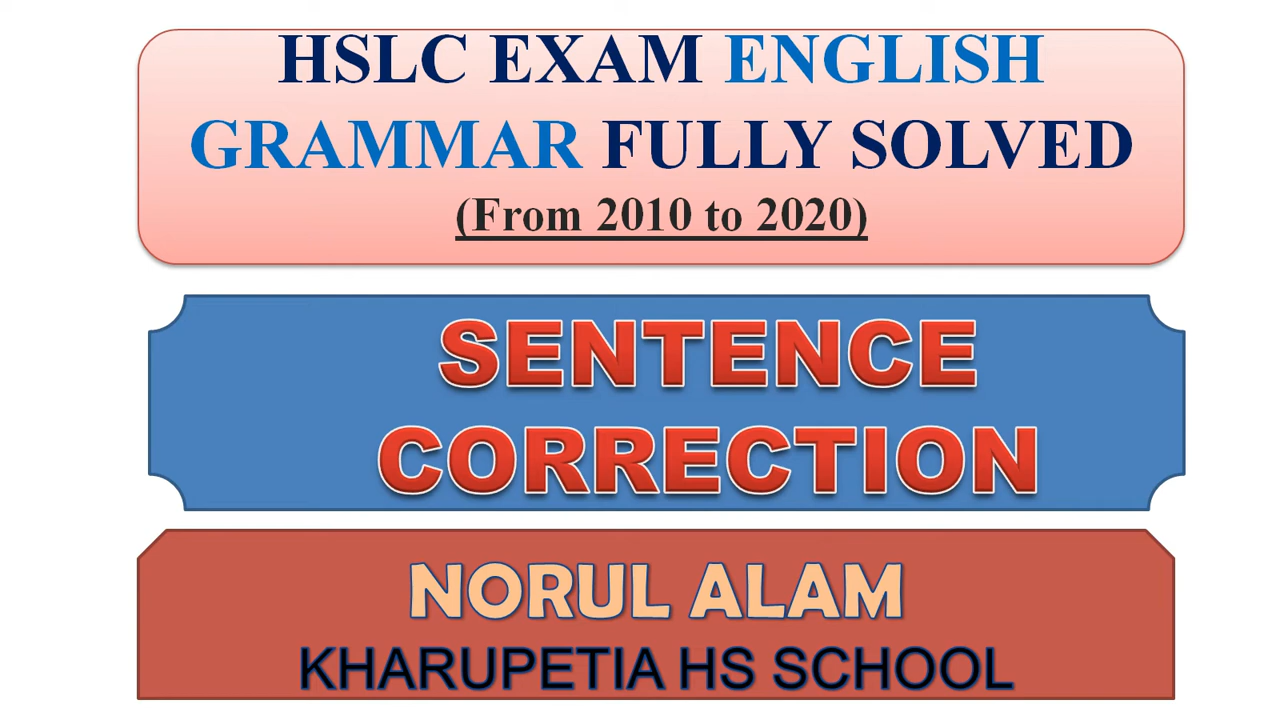 HSLC EXAM ENGLISH
GRAMMAR FULLY SOLVED
(From 2010 to 2020)
SENTENCE
CORRECTION
NORUL ALAM
KHARUPETIA HS SCHOOL